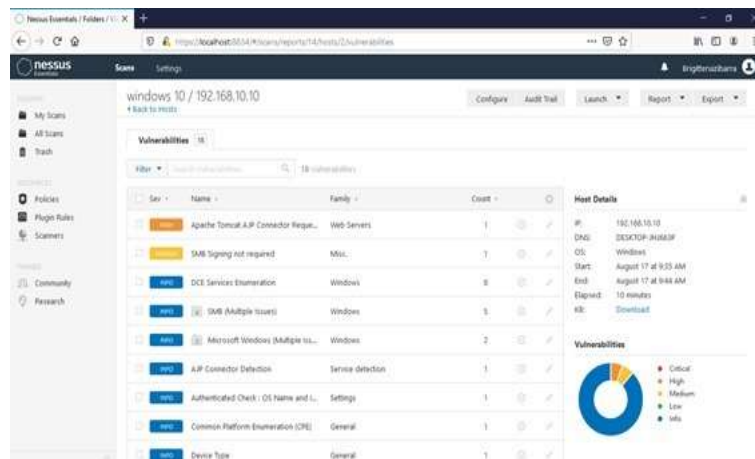 Nessus Essentials / Folders / Vi
https://localhost:8834/#/scans/reports/14/hosts/2/vulnerabilities
nessus
Essentials
Scans
Settings
My Scans
All Scans
Trash
Policies
Plugin Rules
Scanners
Community
Research
windows 10 / 192.168.10.10
Back to Hosts
Configure
Audit Trail
Launch
Report
Export
Vulnerabilities 18
Filter
Search Vulnerabilities
18 vulnerabilities
Sev Name Family Count
HIGH Apache Tomcat AJP Connector Reque... Web Servers 1
MEDIUM SMB Signing not required Misc. 1
INFO DCE Services Enumeration Windows 8
INFO SMB (Multiple Issues) Windows 5
INFO Microsoft Windows (Multiple Iss... Windows 2
INFO AJP Connector Detection Service detection 1
INFO Authenticated Check : OS Name and I... Settings 1
INFO Common Platform Enumeration (CPE) General 1
INFO Device Type General 1
Host Details
IP: 192.168.10.10
DNS:
OS: Windows
Start: August 17 at 9:35 AM
End: August 17 at 9:44 AM
Elapsed: 10 minutes
KB: Download
Vulnerabilities
Critical
High
Medium
Low
Info